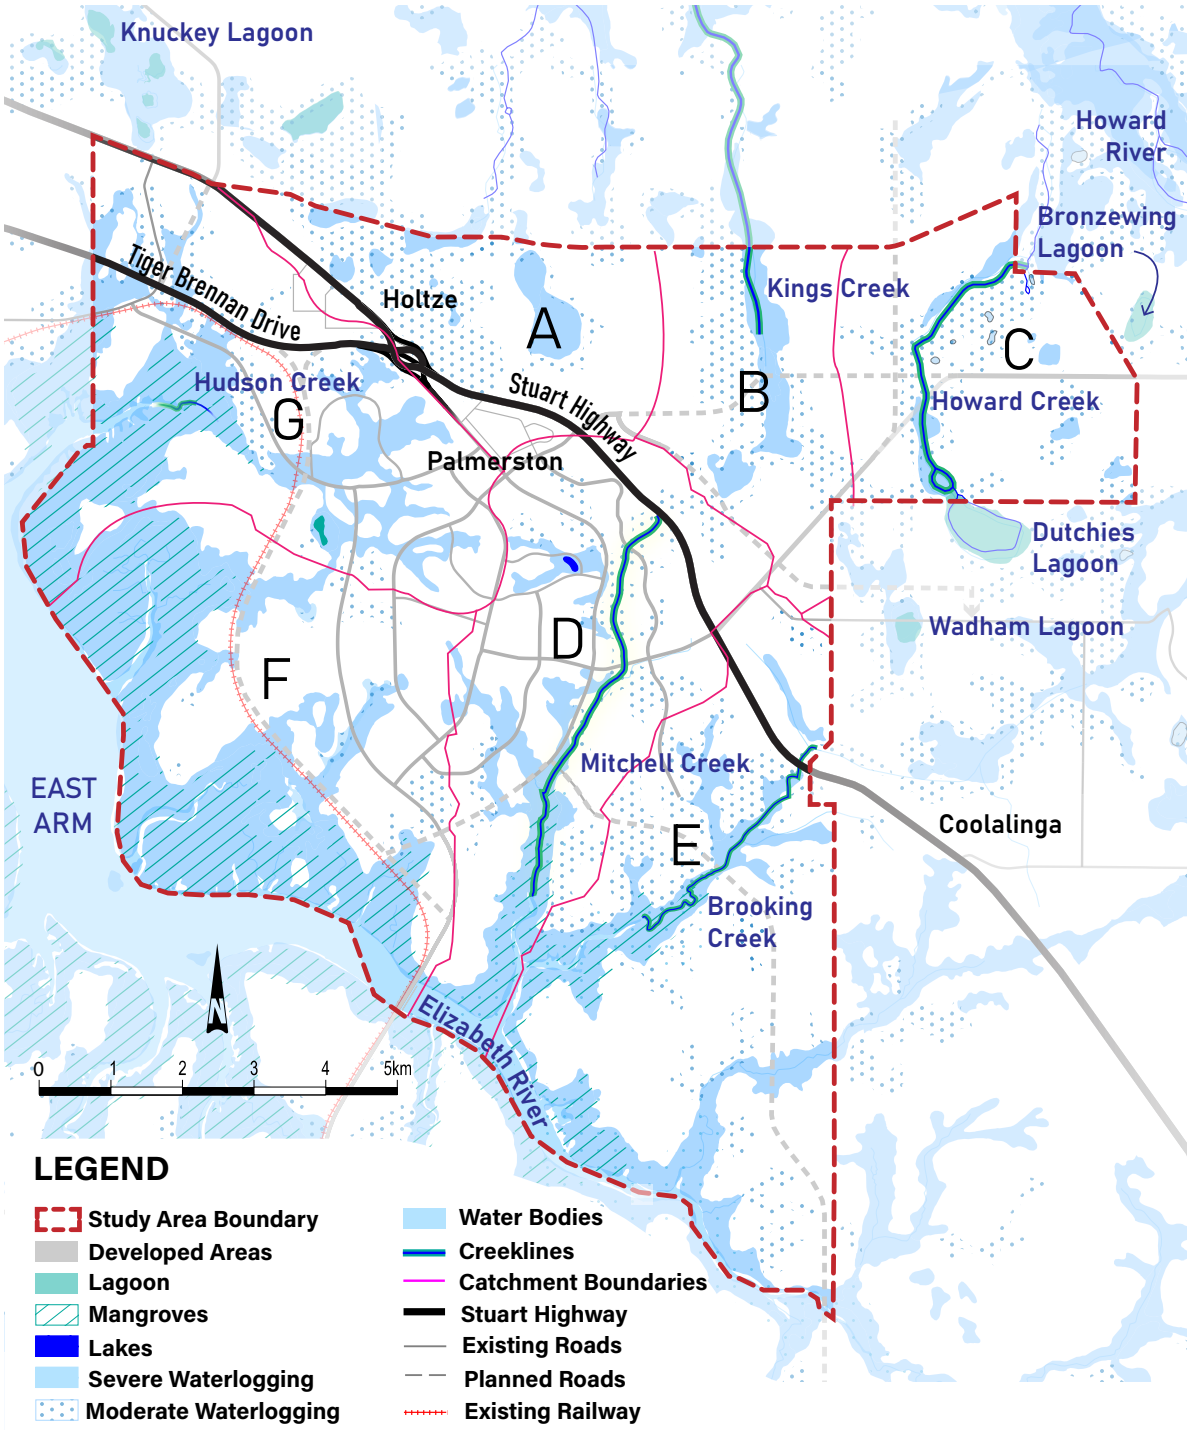 Knuckey Lagoon
Howard
River
Bronzewing
Lagoon
Tiger Brennan Drive
Holtze
A
Kings Creek
C
Hudson Creek
G
Stuart Highway
B
Howard Creek
Palmerston
Dutchies
Lagoon
D
Wadham Lagoon
F
Mitchell Creek
EAST
ARM
Coolalinga
E
Brooking
Creek
N
Elizabeth River
0 1 2 3 4 5km
LEGEND
Study Area Boundary
Developed Areas
Lagoon
Mangroves
Lakes
Severe Waterlogging
Moderate Waterlogging
Water Bodies
Creeklines
Catchment Boundaries
Stuart Highway
Existing Roads
Planned Roads
Existing Railway